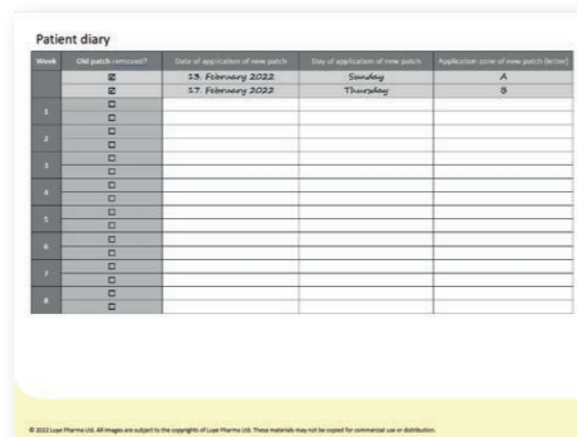 Patient diary
Week Old patch removed? Date of application of new patch Day of application of new patch Application zone of new patch (letter)
13. February 2022 Sunday A
17. February 2022 Thursday B
1
2
3
4
5
6
7
8
© 2022 Luye Pharma Ltd. All images are subject to the copyrights of Luye Pharma Ltd. These materials may not be copied for commercial use or distribution.